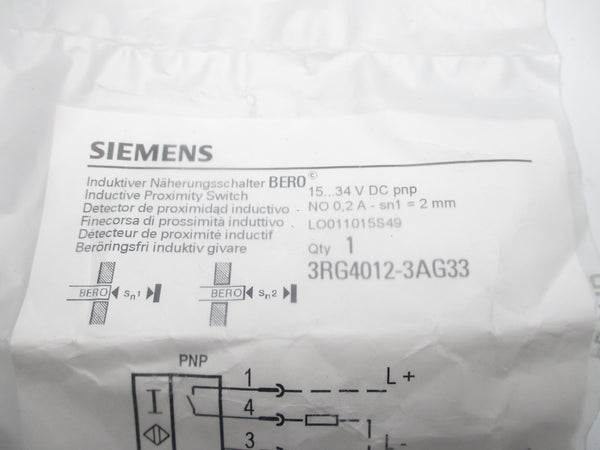 SIEMENS
Induktiver Näherungsschalter BERO©
Inductive Proximity Switch
Detector de proximidad inductivo
Finecorsa di prossimità induttivo
Détecteur de proximité inductif
Beröringsfri induktiv givare
15...34 V DC pnp
NO 0,2 A - sn1 = 2 mm
LO011015S49
Qty 1
3RG4012-3AG33
BERO Sn1
BERO Sn2
PNP
1 L+
4
3 L-